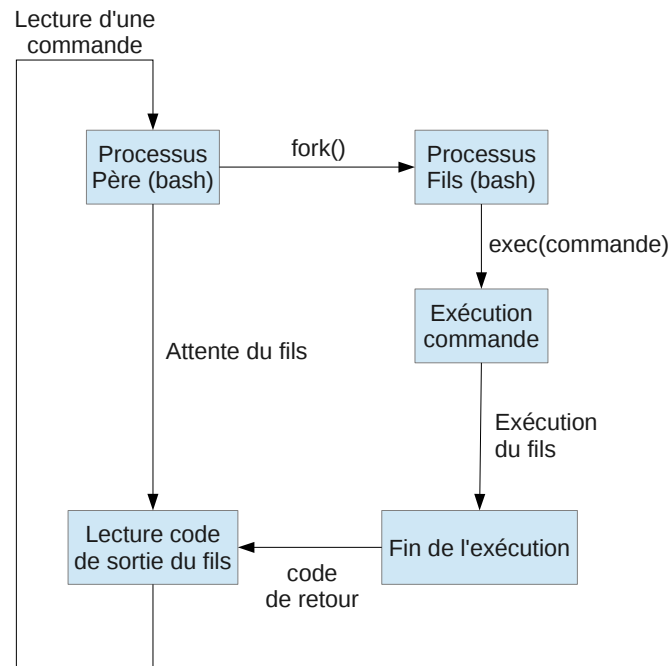 Lecture d'une
commande
Processus
Père (bash)
fork()
Processus
Fils (bash)
exec(commande)
Exécution
commande
Attente du fils
Exécution
du fils
Lecture code
de sortie du fils
code
de retour
Fin de l'exécution